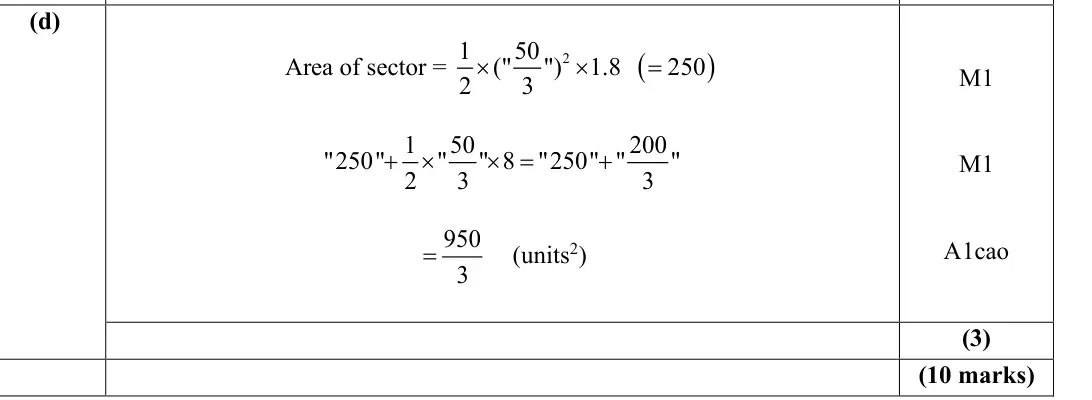 (d)
Area of sector = 1/2 × ("50/3")² × 1.8 (= 250)
M1
"250" + 1/2 × "50/3" × 8 = "250" + "200/3"
M1
= 950/3 (units²)
A1cao
(3)
(10 marks)